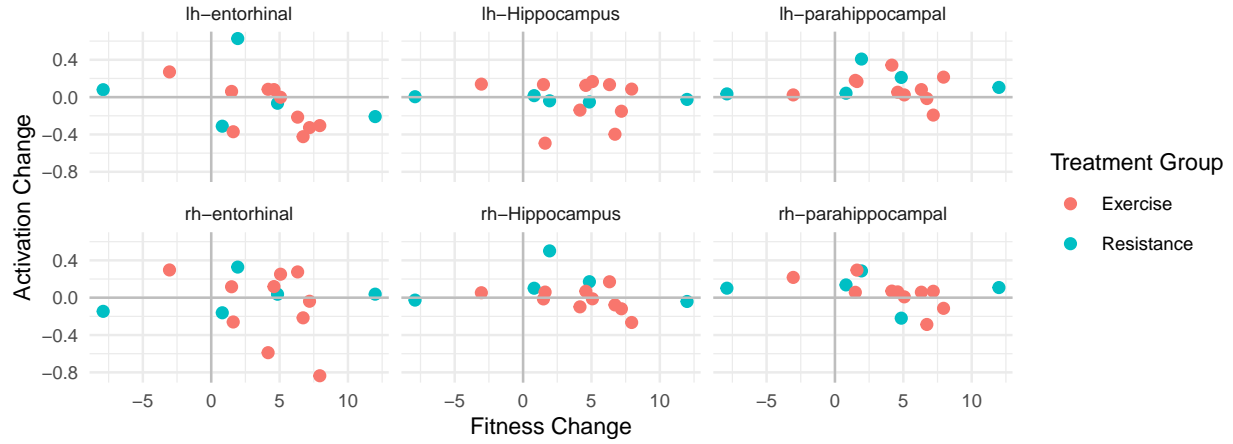 lh−entorhinal
lh−Hippocampus
lh−parahippocampal
0.4
0.0
−0.4
−0.8
rh−entorhinal
rh−Hippocampus
rh−parahippocampal
0.4
0.0
−0.4
−0.8
−5 0 5 10
−5 0 5 10
−5 0 5 10
Fitness Change
Activation Change
Treatment Group
Exercise
Resistance